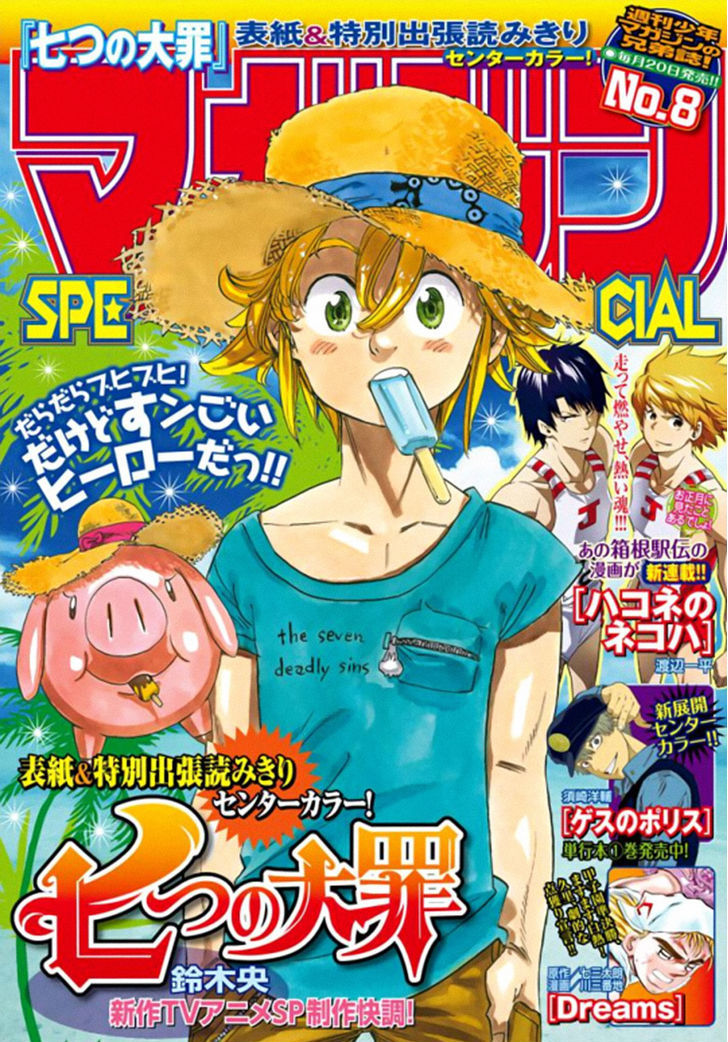 『七つの大罪』表紙&特別出張読みきり
センターカラー!
週刊少年
マガジンの
兄弟誌!
●毎月20日発売!!
No.8
マガジン
SPE★CIAL
だらだらブヒブヒ!
だけどすンごい
ヒーローだっ!!
走って燃やせ、熱い魂!!!
お正月に
見たこと
あるでしょ
あの箱根駅伝の
漫画が 新連載!!
[ハコネの
ネコハ]
渡辺一平
the seven
deadly sins
新展開
センター
カラー!!
須崎洋輔
[ゲスのポリス]
単行本①巻発売中!
表紙&特別出張読みきり
センターカラー!
七つの大罪
鈴木央
新作TVアニメSP制作快調!
原作/七三太朗
漫画/川三番地
[Dreams]